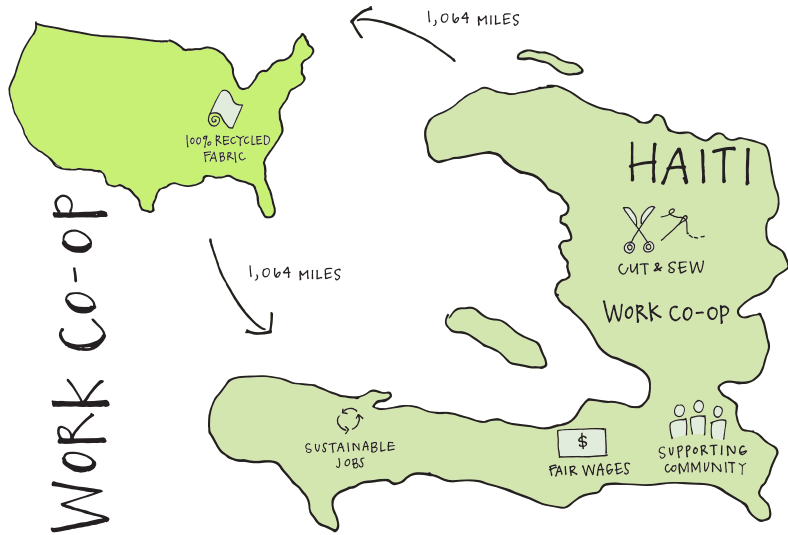 1,064 MILES
100% RECYCLED
FABRIC
HAITI
CUT & SEW
WORK CO-OP
1,064 MILES
WORK CO-OP
SUSTAINABLE
JOBS
$
FAIR WAGES
SUPPORTING
COMMUNITY